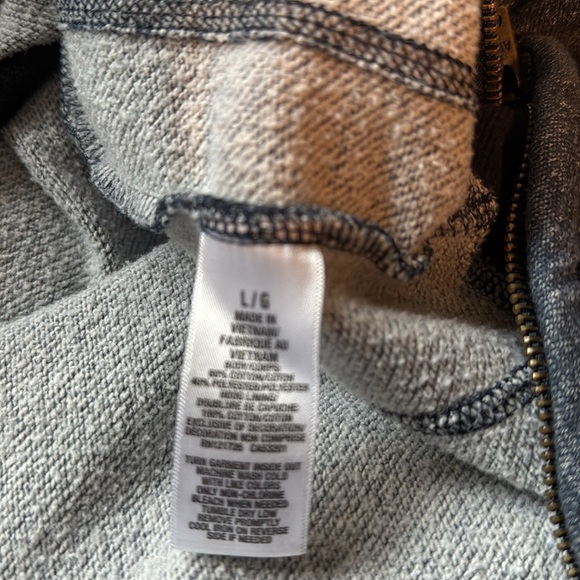 L/G
MADE IN
VIETNAM/
FABRIQUE AU
VIETNAM
BODY/CORPS
60% COTTON/COTON
40% POLYESTER/POLYESTER
HOOD LINING/
DOUBLURE DE CAPUCHE
100% COTTON/COTON
EXCLUSIVE OF DECORATION
DECORATION NON COMPRISE
TURN GARMENT INSIDE OUT
MACHINE WASH COLD
WITH LIKE COLORS
ONLY NON-CHLORINE
BLEACH WHEN NEEDED
TUMBLE DRY LOW
REMOVE PROMPTLY
COOL IRON ON REVERSE
SIDE IF NEEDED